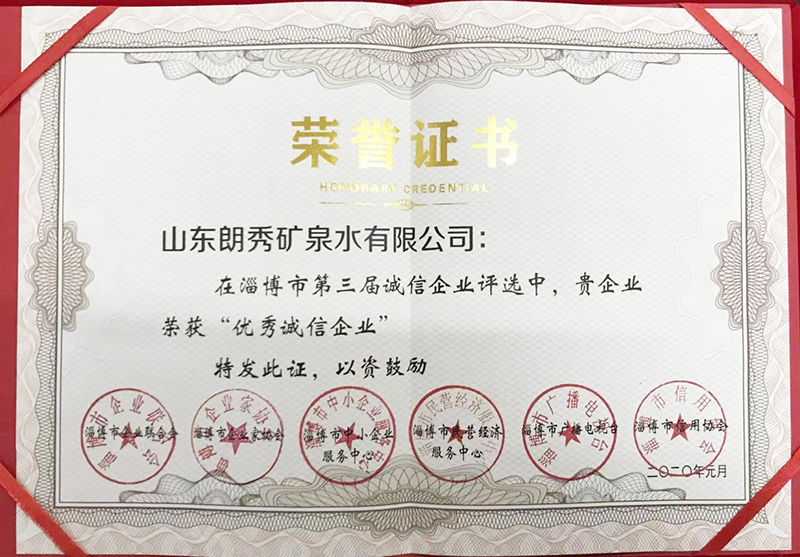 荣誉证书
HONORARY CREDENTIAL
山东朗秀矿泉水有限公司：
在淄博市第三届诚信企业评选中，贵企业
荣获“优秀诚信企业”
特发此证，以资鼓励
淄博市企业联合会 淄博市企业家协会 淄博市中小企业服务中心 淄博市民营经济服务中心 淄博市广播电视台 淄博市信用协会
二〇二〇年元月